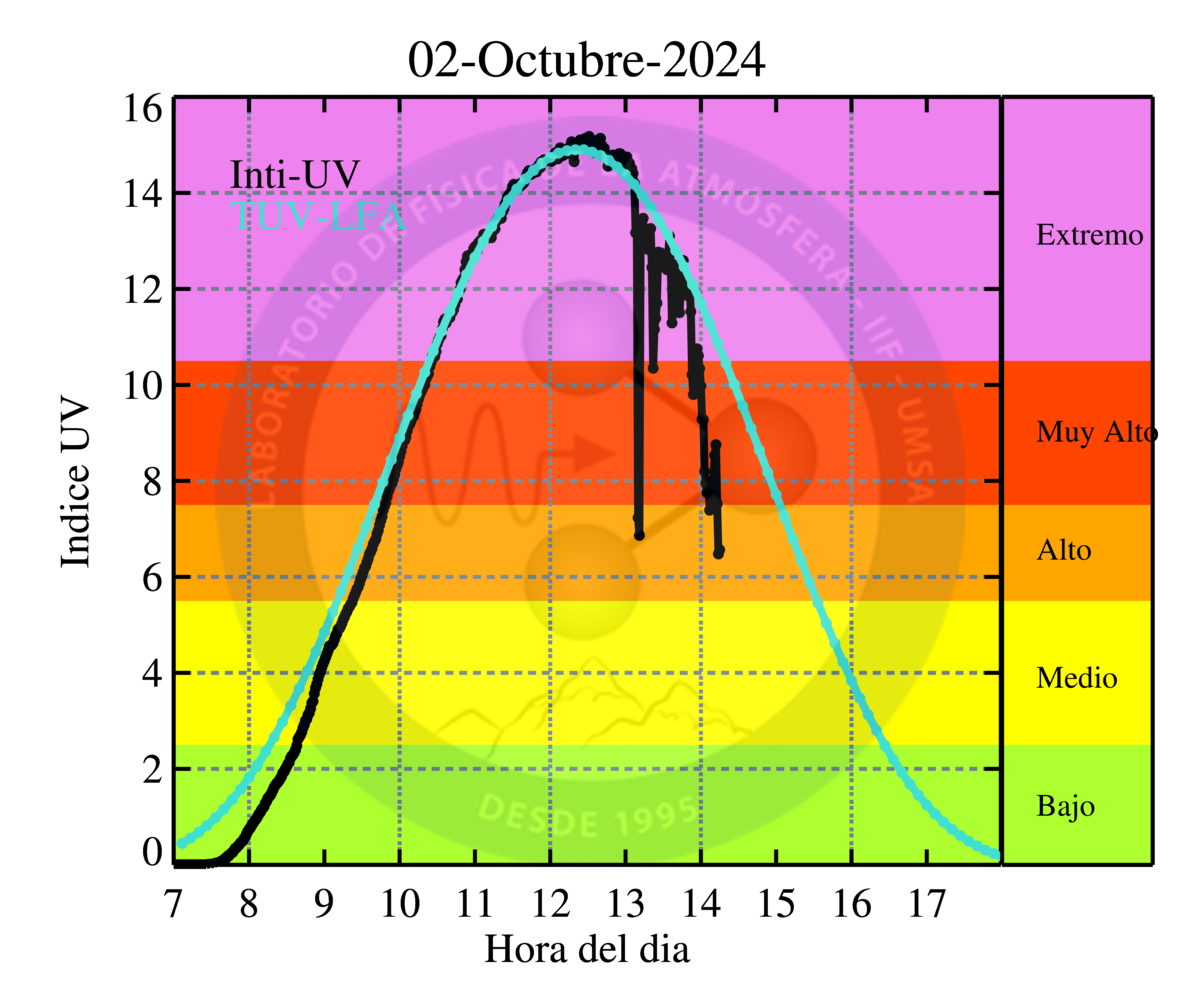 02-Octubre-2024
16
14
12
10
8
6
4
2
0
Indice UV
Inti-UV
TUV-LFA
LABORATORIO DE FÍSICA DE LA ATMÓSFERA - IIF - UMSA
DESDE 1995
Extremo
Muy Alto
Alto
Medio
Bajo
7 8 9 10 11 12 13 14 15 16 17
Hora del dia